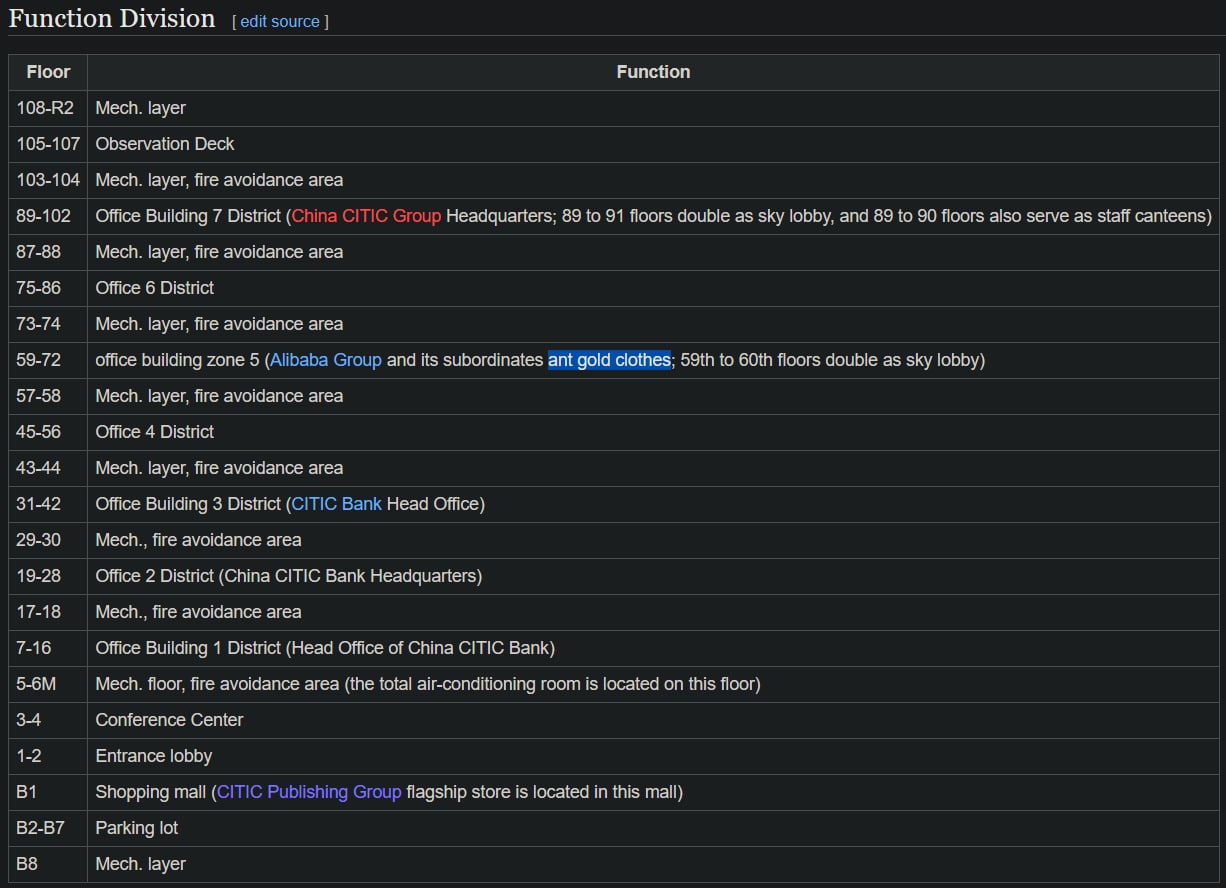 Function Division [ edit source ]
Floor Function
108-R2 Mech. layer
105-107 Observation Deck
103-104 Mech. layer, fire avoidance area
89-102 Office Building 7 District (China CITIC Group Headquarters; 89 to 91 floors double as sky lobby, and 89 to 90 floors also serve as staff canteens)
87-88 Mech. layer, fire avoidance area
75-86 Office 6 District
73-74 Mech. layer, fire avoidance area
59-72 office building zone 5 (Alibaba Group and its subordinates ant gold clothes; 59th to 60th floors double as sky lobby)
57-58 Mech. layer, fire avoidance area
45-56 Office 4 District
43-44 Mech. layer, fire avoidance area
31-42 Office Building 3 District (CITIC Bank Head Office)
29-30 Mech., fire avoidance area
19-28 Office 2 District (China CITIC Bank Headquarters)
17-18 Mech., fire avoidance area
7-16 Office Building 1 District (Head Office of China CITIC Bank)
5-6M Mech. floor, fire avoidance area (the total air-conditioning room is located on this floor)
3-4 Conference Center
1-2 Entrance lobby
B1 Shopping mall (CITIC Publishing Group flagship store is located in this mall)
B2-B7 Parking lot
B8 Mech. layer